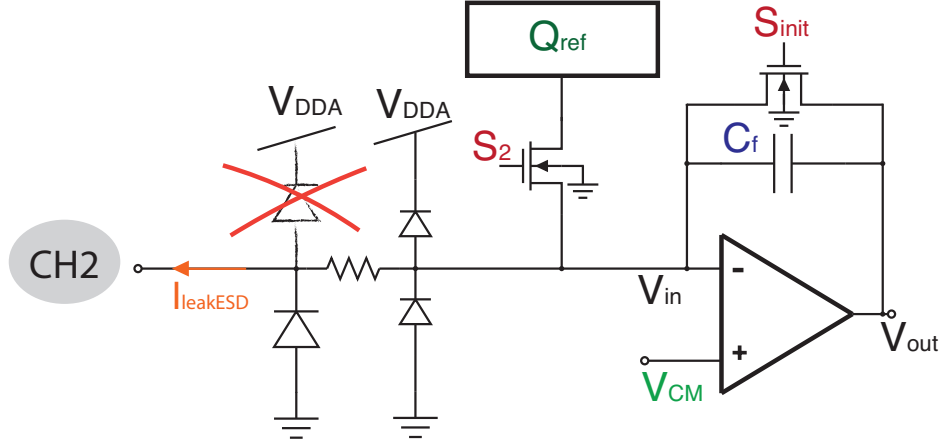 Qref
Sinit
VDDA
VDDA
S2
Cf
CH2
IleakESD
Vin
-
+
Vout
VCM